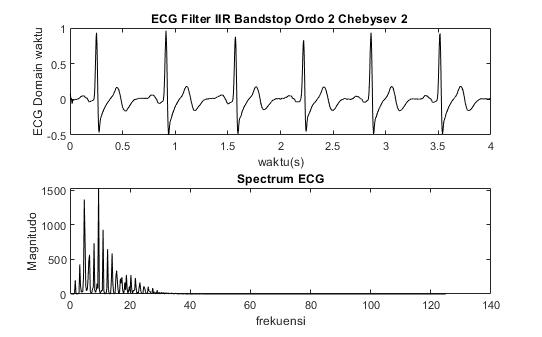 ECG Filter IIR Bandstop Ordo 2 Chebysev 2
ECG Domain waktu
1
0.5
0
-0.5
0 0.5 1 1.5 2 2.5 3 3.5 4
waktu(s)
Spectrum ECG
Magnitudo
1500
1000
500
0
0 20 40 60 80 100 120 140
frekuensi